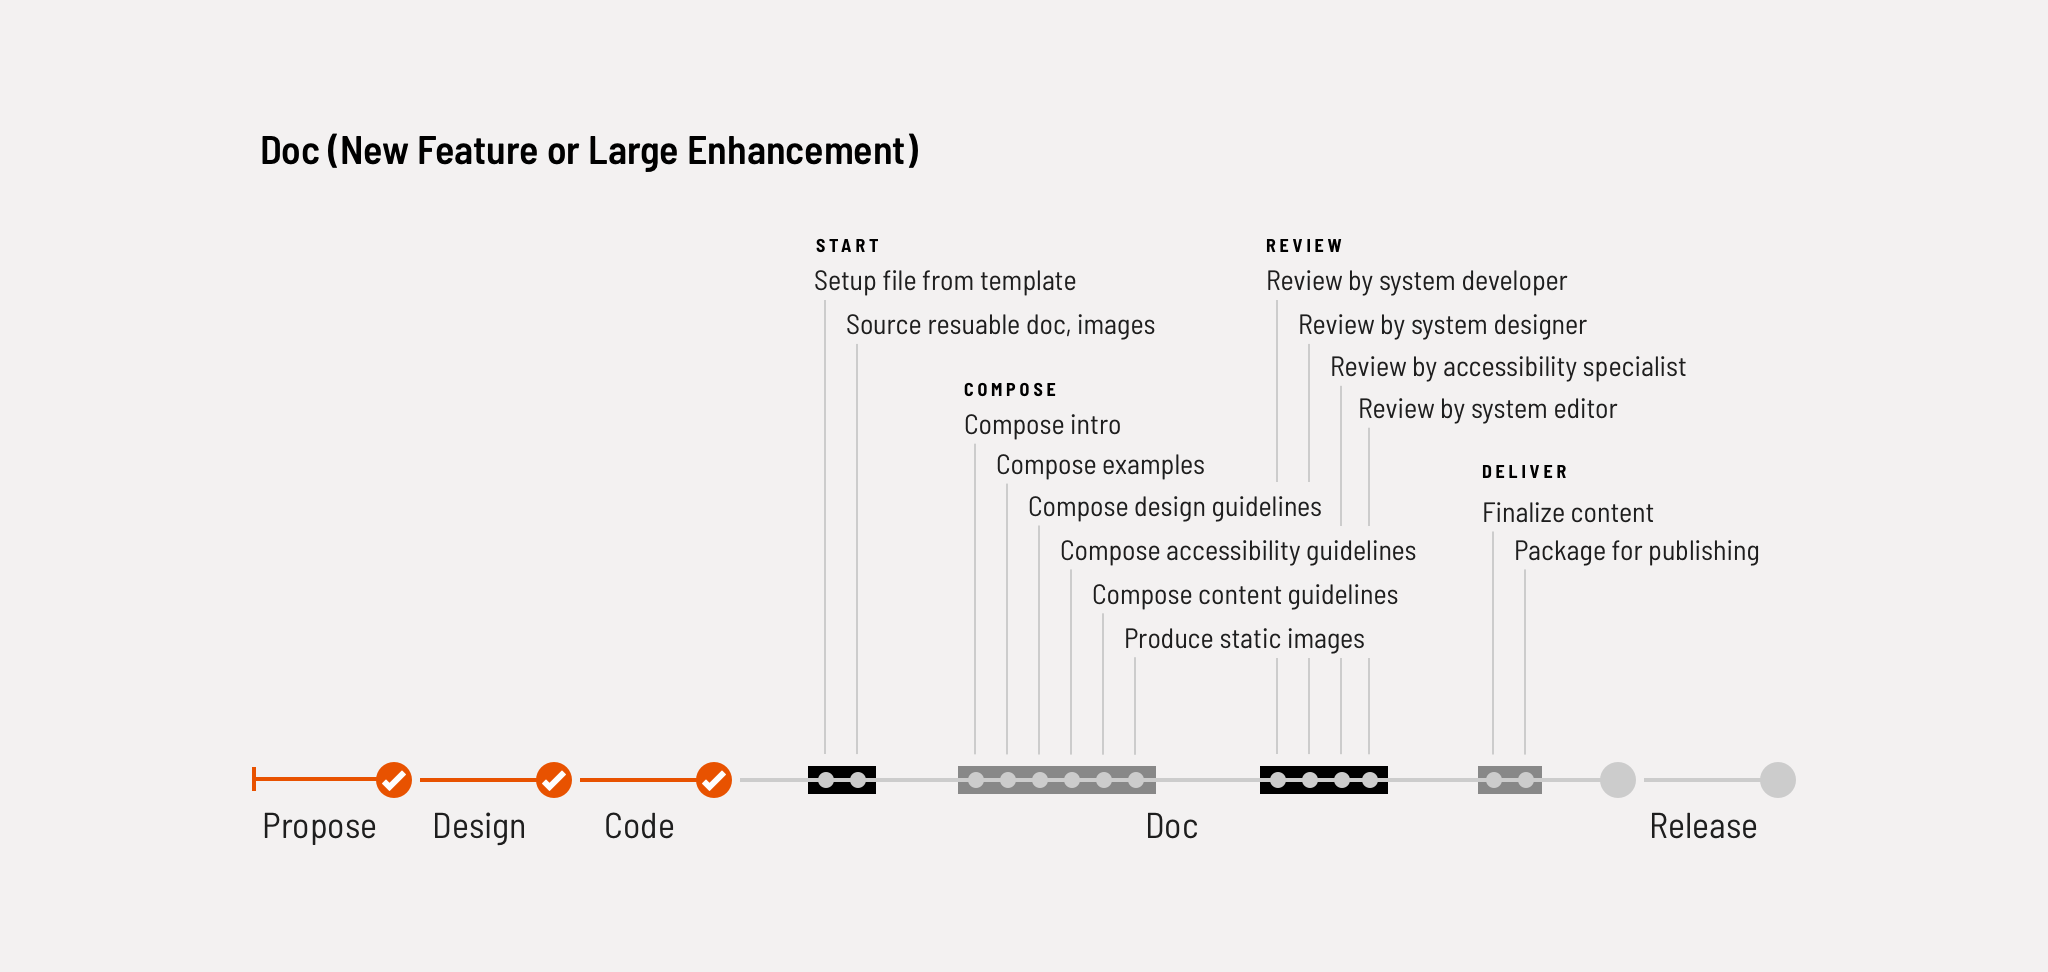 Doc (New Feature or Large Enhancement)
START
Setup file from template
Source resuable doc, images
COMPOSE
Compose intro
Compose examples
Compose design guidelines
Compose accessibility guidelines
Compose content guidelines
Produce static images
REVIEW
Review by system developer
Review by system designer
Review by accessibility specialist
Review by system editor
DELIVER
Finalize content
Package for publishing
Propose
Design
Code
Doc
Release